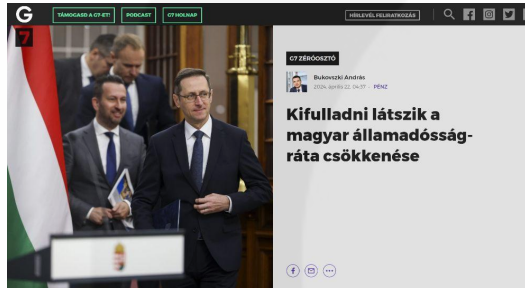 G
7
TÁMOGASD A G7-ET!
PODCAST
G7 HOLNAP
HÍRLEVÉL FELIRATKOZÁS
G7 ZÉRÓOSZTÓ
Bukovszki András
2024. április 22. 04:57 - PÉNZ
Kifulladni látszik a
magyar államadósság-
ráta csökkenése